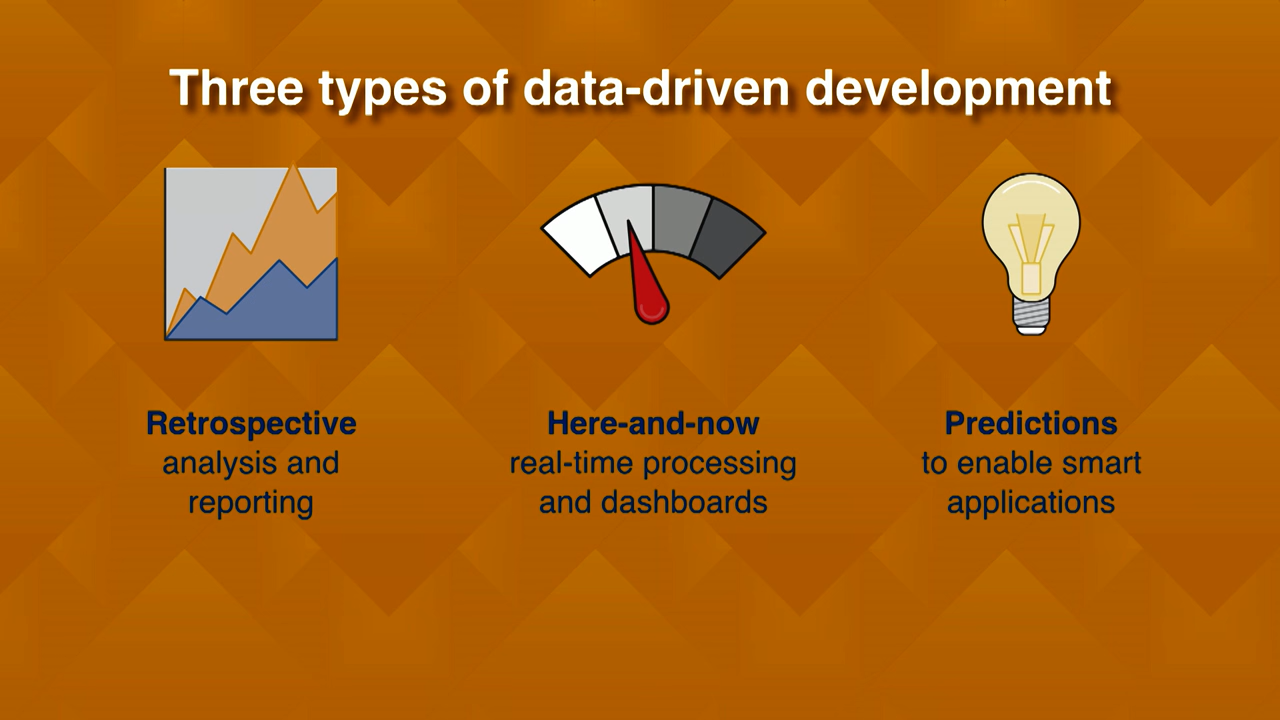 Three types of data-driven development
Retrospective
analysis and
reporting
Here-and-now
real-time processing
and dashboards
Predictions
to enable smart
applications